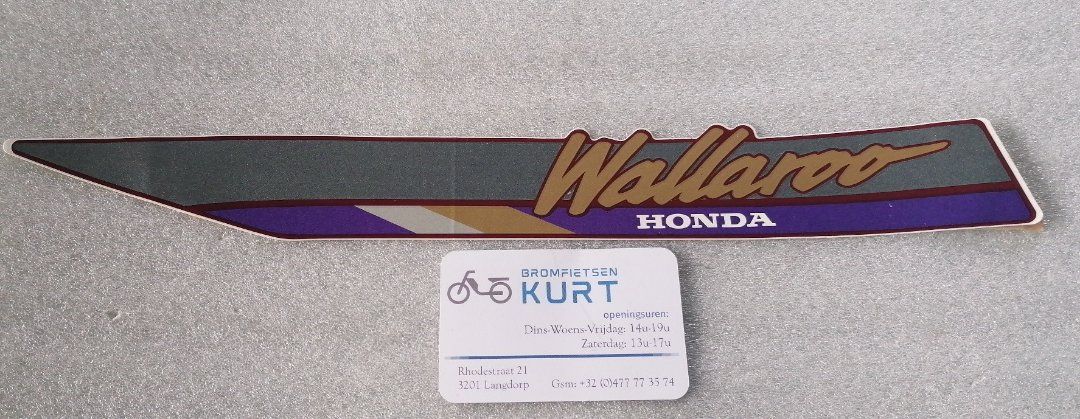 Wallaroo
HONDA
BROMFIETSEN
KURT
openingsuren:
Dins-Woens-Vrijdag: 14u-19u
Zaterdag: 13u-17u
Rhodestraat 21
3201 Langdorp Gsm: +32 (0)477 77 35 74